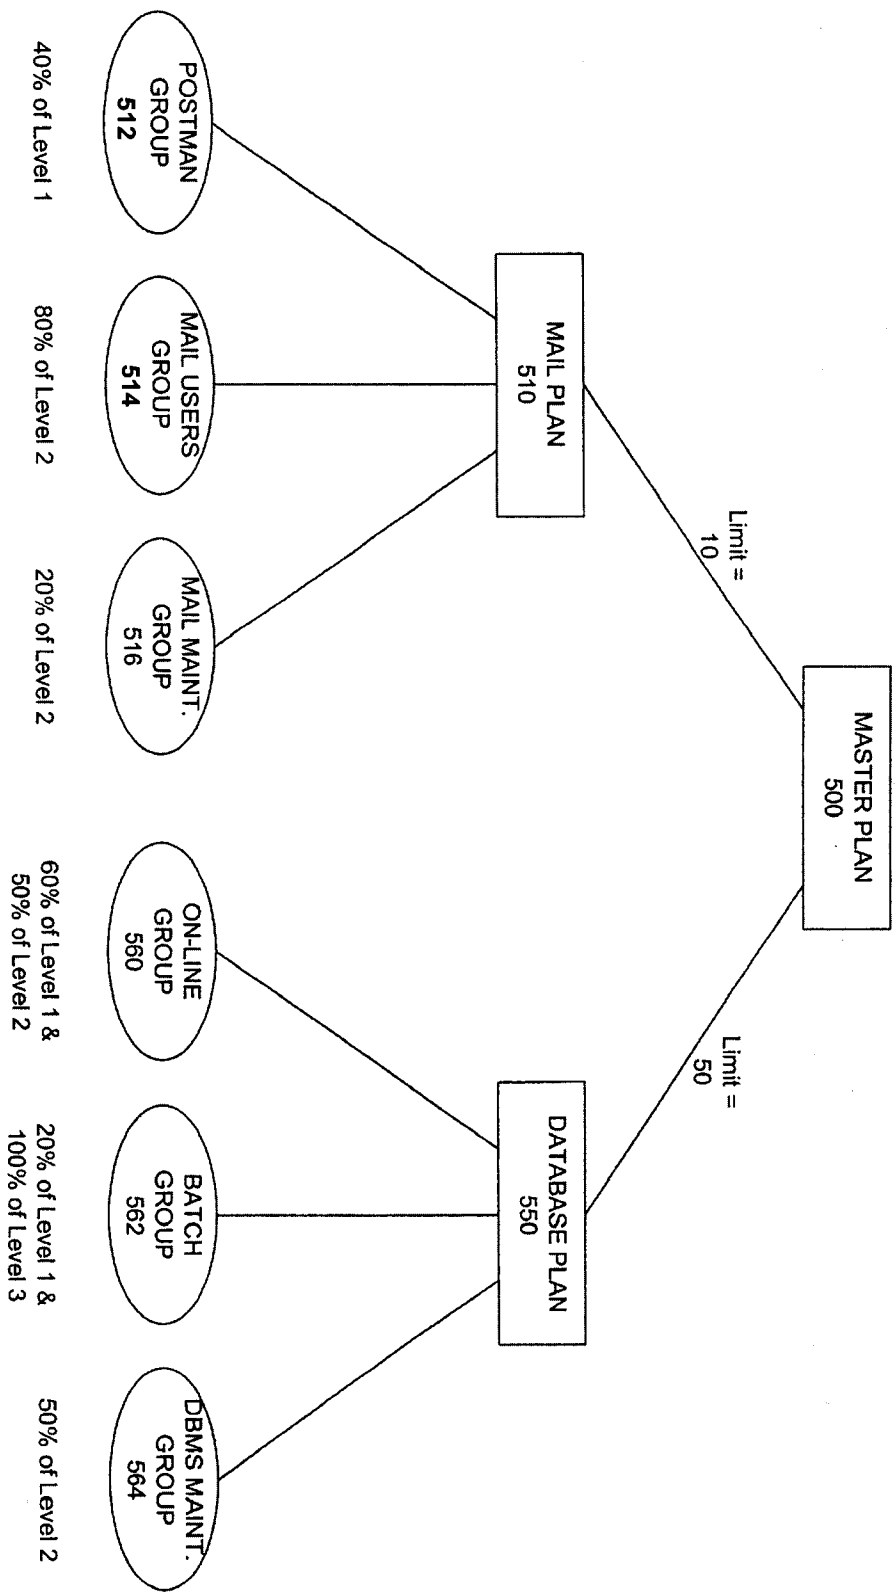 MASTER PLAN
500
Limit =
10
Limit =
50
MAIL PLAN
510
DATABASE PLAN
550
POSTMAN
GROUP
512
MAIL USERS
GROUP
514
MAIL MAINT.
GROUP
516
ON-LINE
GROUP
560
BATCH
GROUP
562
DBMS MAINT.
GROUP
564
40% of Level 1
80% of Level 2
20% of Level 2
60% of Level 1 &
50% of Level 2
20% of Level 1 &
100% of Level 3
50% of Level 2